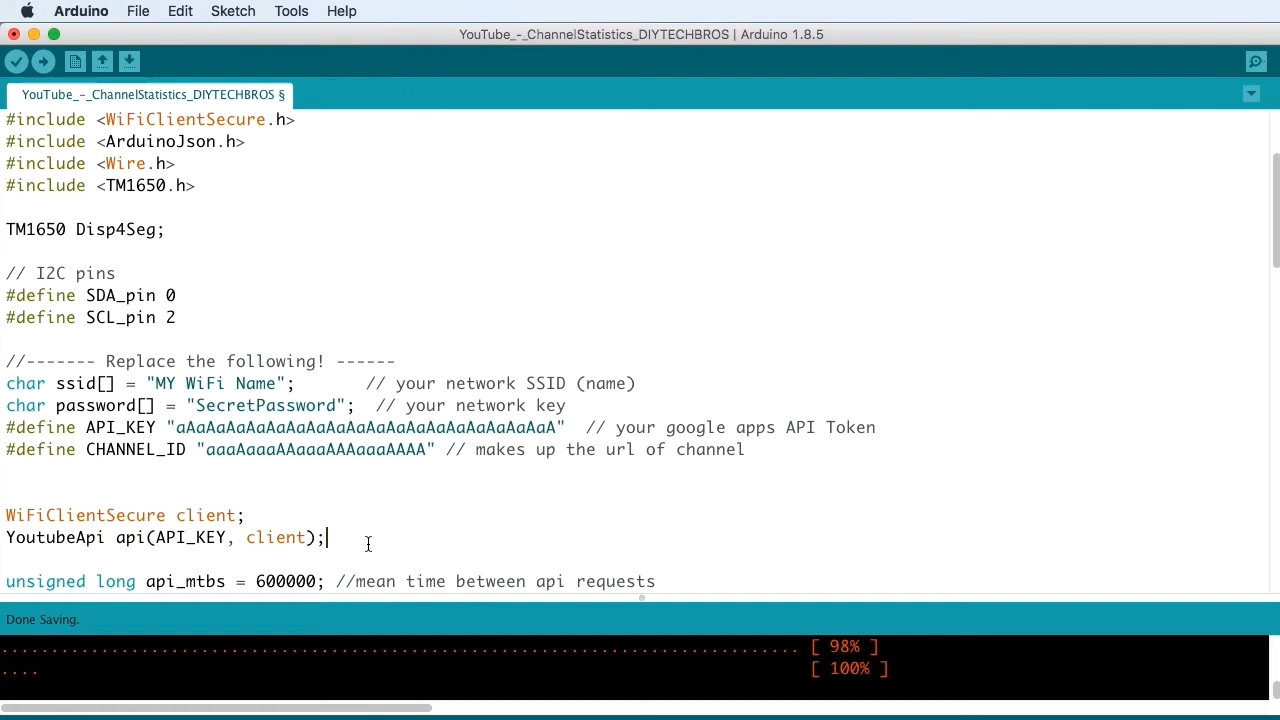 Arduino File Edit Sketch Tools Help
YouTube_-_ChannelStatistics_DIYTECHBROS | Arduino 1.8.5
YouTube_-_ChannelStatistics_DIYTECHBROS §
#include <WiFiClientSecure.h>
#include <ArduinoJson.h>
#include <Wire.h>
#include <TM1650.h>
TM1650 Disp4Seg;
// I2C pins
#define SDA_pin 0
#define SCL_pin 2
//------- Replace the following! ------
char ssid[] = "MY WiFi Name";       // your network SSID (name)
char password[] = "SecretPassword";  // your network key
#define API_KEY "aAaAaAaAaAaAaAaAaAaAaAaAaAaAaAaAaAaAaA"  // your google apps API Token
#define CHANNEL_ID "aaaAaaaAAaaaAAAaaaAAAA" // makes up the url of channel
WiFiClientSecure client;
YoutubeApi api(API_KEY, client);
unsigned long api_mtbs = 600000; //mean time between api requests
Done Saving.
................................................................................ [ 98% ]
.... [ 100% ]